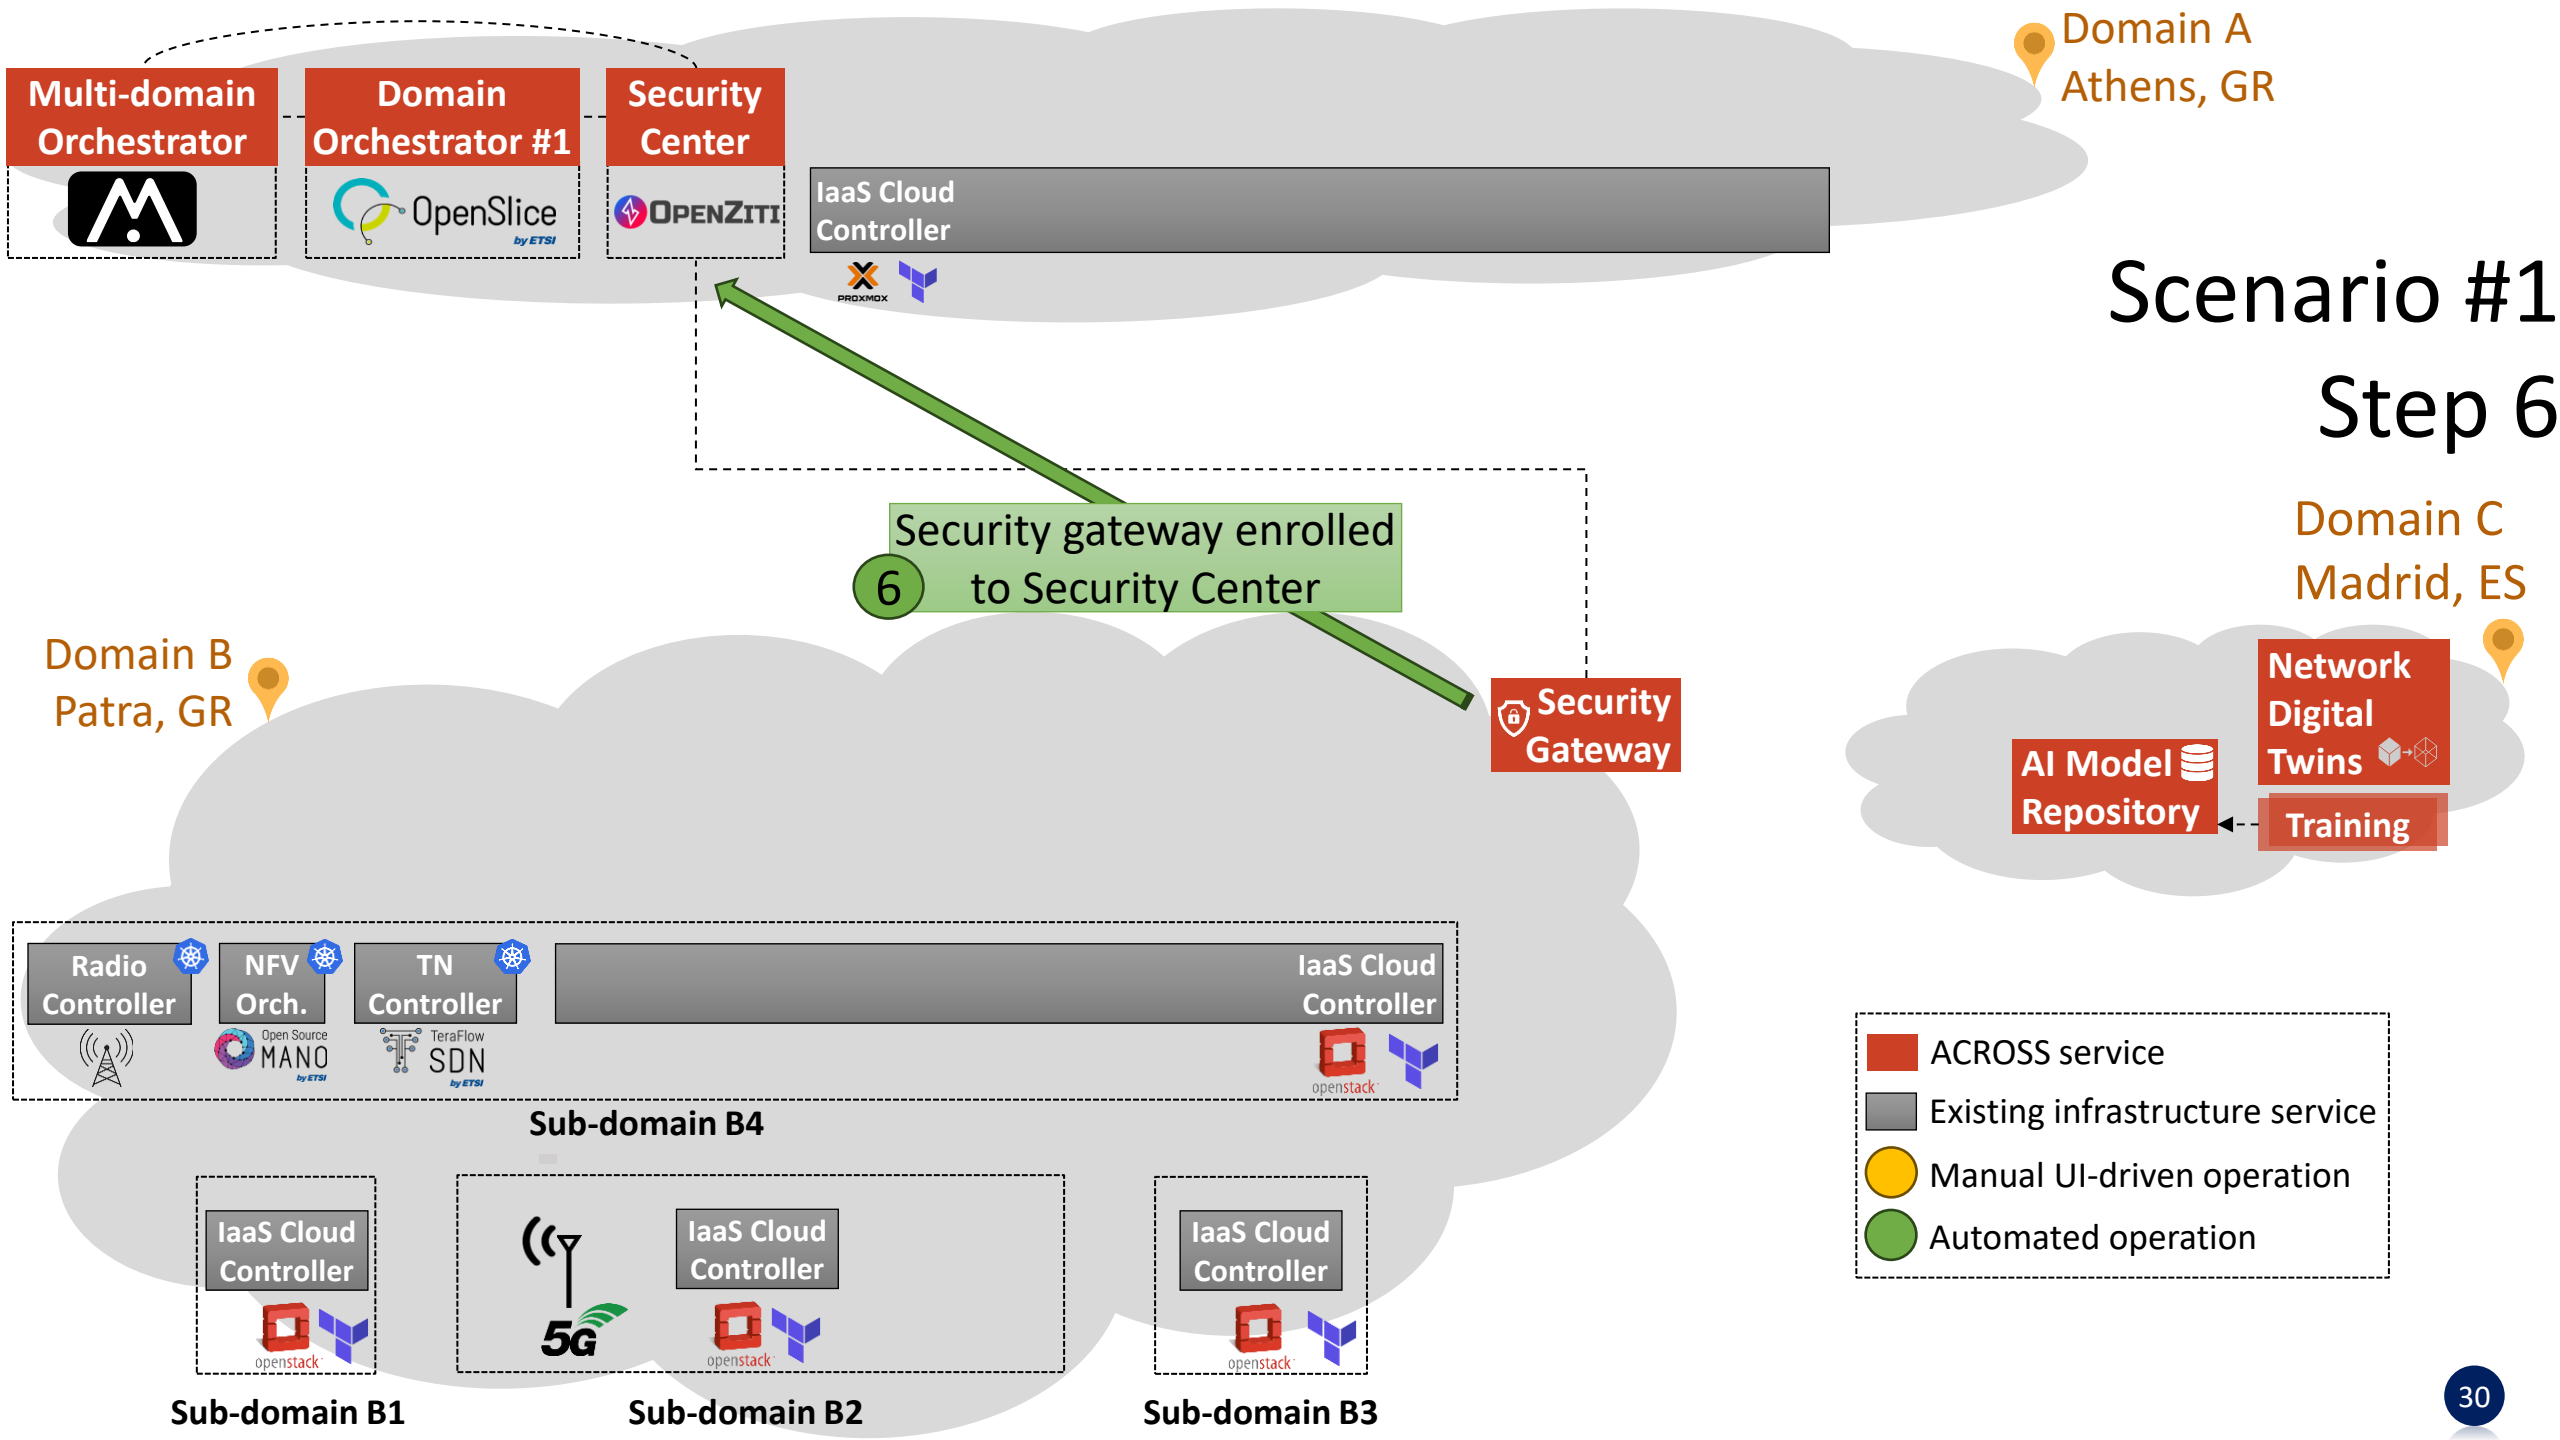 Domain A
Athens, GR
Multi-domain
Orchestrator
Domain
Orchestrator #1
OpenSlice
by ETSI
Security
Center
OPENZITI
IaaS Cloud
Controller
PROXMOX
Scenario #1
Step 6
Security gateway enrolled
to Security Center
6
Domain C
Madrid, ES
Domain B
Patra, GR
Security
Gateway
Network
Digital
Twins
AI Model
Repository
Training
Radio
Controller
NFV
Orch.
Open Source
MANO
by ETSI
TN
Controller
TeraFlow
SDN
by ETSI
IaaS Cloud
Controller
openstack
Sub-domain B4
IaaS Cloud
Controller
openstack
Sub-domain B1
5G
IaaS Cloud
Controller
openstack
Sub-domain B2
IaaS Cloud
Controller
openstack
Sub-domain B3
ACROSS service
Existing infrastructure service
Manual UI-driven operation
Automated operation
30